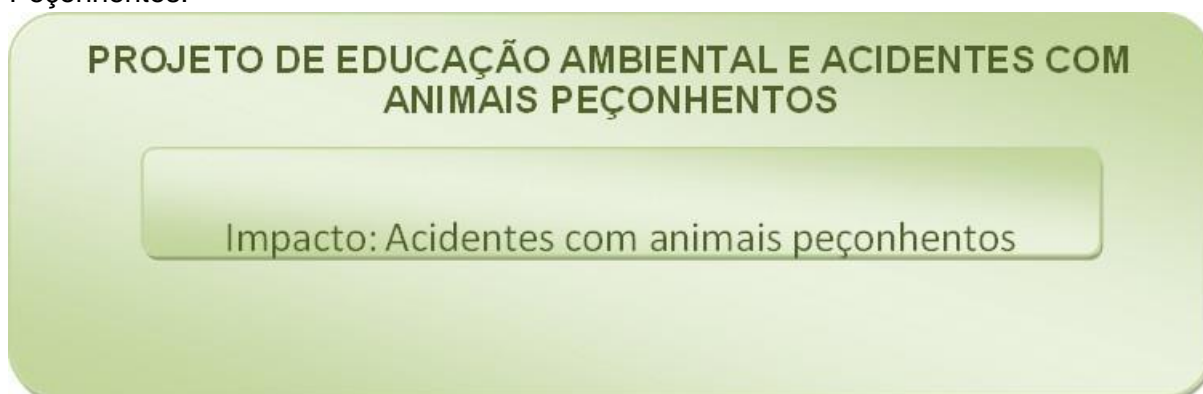 PROJETO DE EDUCAÇÃO AMBIENTAL E ACIDENTES COM
ANIMAIS PEÇONHENTOS
Impacto: Acidentes com animais peçonhentos